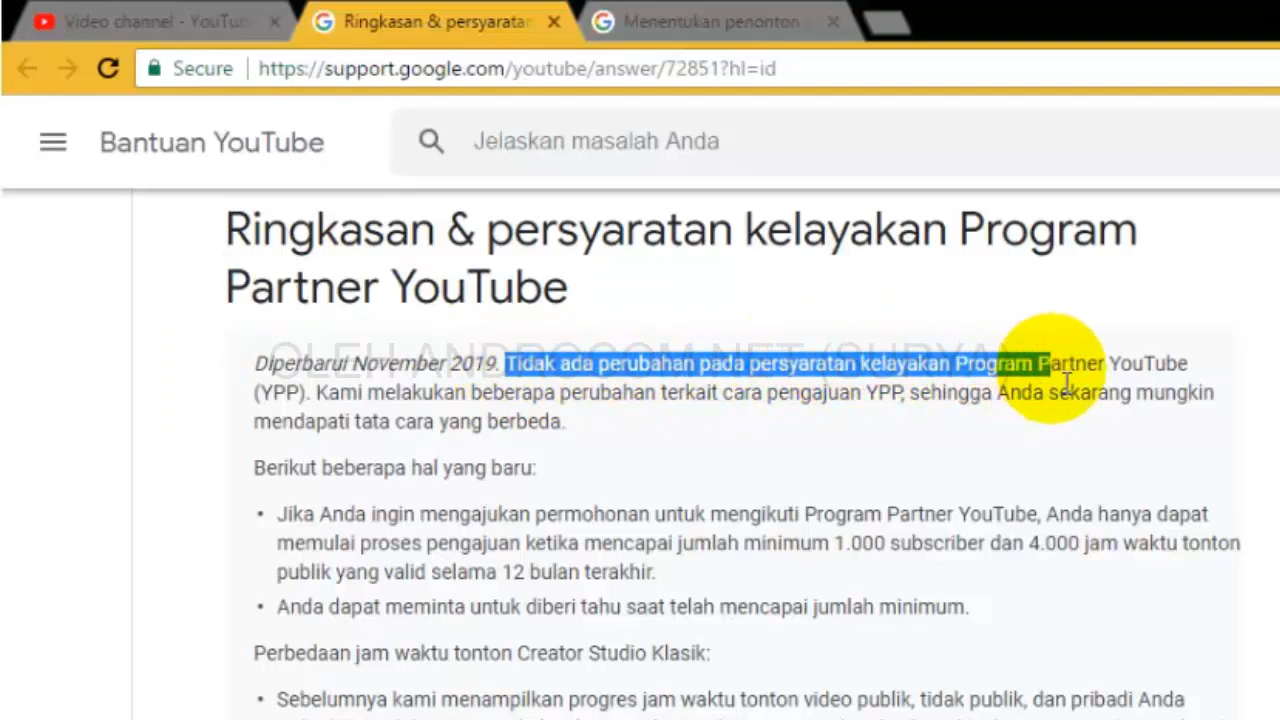 Video channel - YouTub
Ringkasan & persyaratan
Menentukan penonton
Secure
https://support.google.com/youtube/answer/72851?hl=id
Bantuan YouTube
Jelaskan masalah Anda
Ringkasan & persyaratan kelayakan Program
Partner YouTube
OLEH ANDROCOM.NET (SURYA)
Diperbarui November 2019. Tidak ada perubahan pada persyaratan kelayakan Program Partner YouTube
(YPP). Kami melakukan beberapa perubahan terkait cara pengajuan YPP, sehingga Anda sekarang mungkin
mendapati tata cara yang berbeda.
Berikut beberapa hal yang baru:
• Jika Anda ingin mengajukan permohonan untuk mengikuti Program Partner YouTube, Anda hanya dapat
memulai proses pengajuan ketika mencapai jumlah minimum 1.000 subscriber dan 4.000 jam waktu tonton
publik yang valid selama 12 bulan terakhir.
• Anda dapat meminta untuk diberi tahu saat telah mencapai jumlah minimum.
Perbedaan jam waktu tonton Creator Studio Klasik:
• Sebelumnya kami menampilkan progres jam waktu tonton video publik, tidak publik, dan pribadi Anda